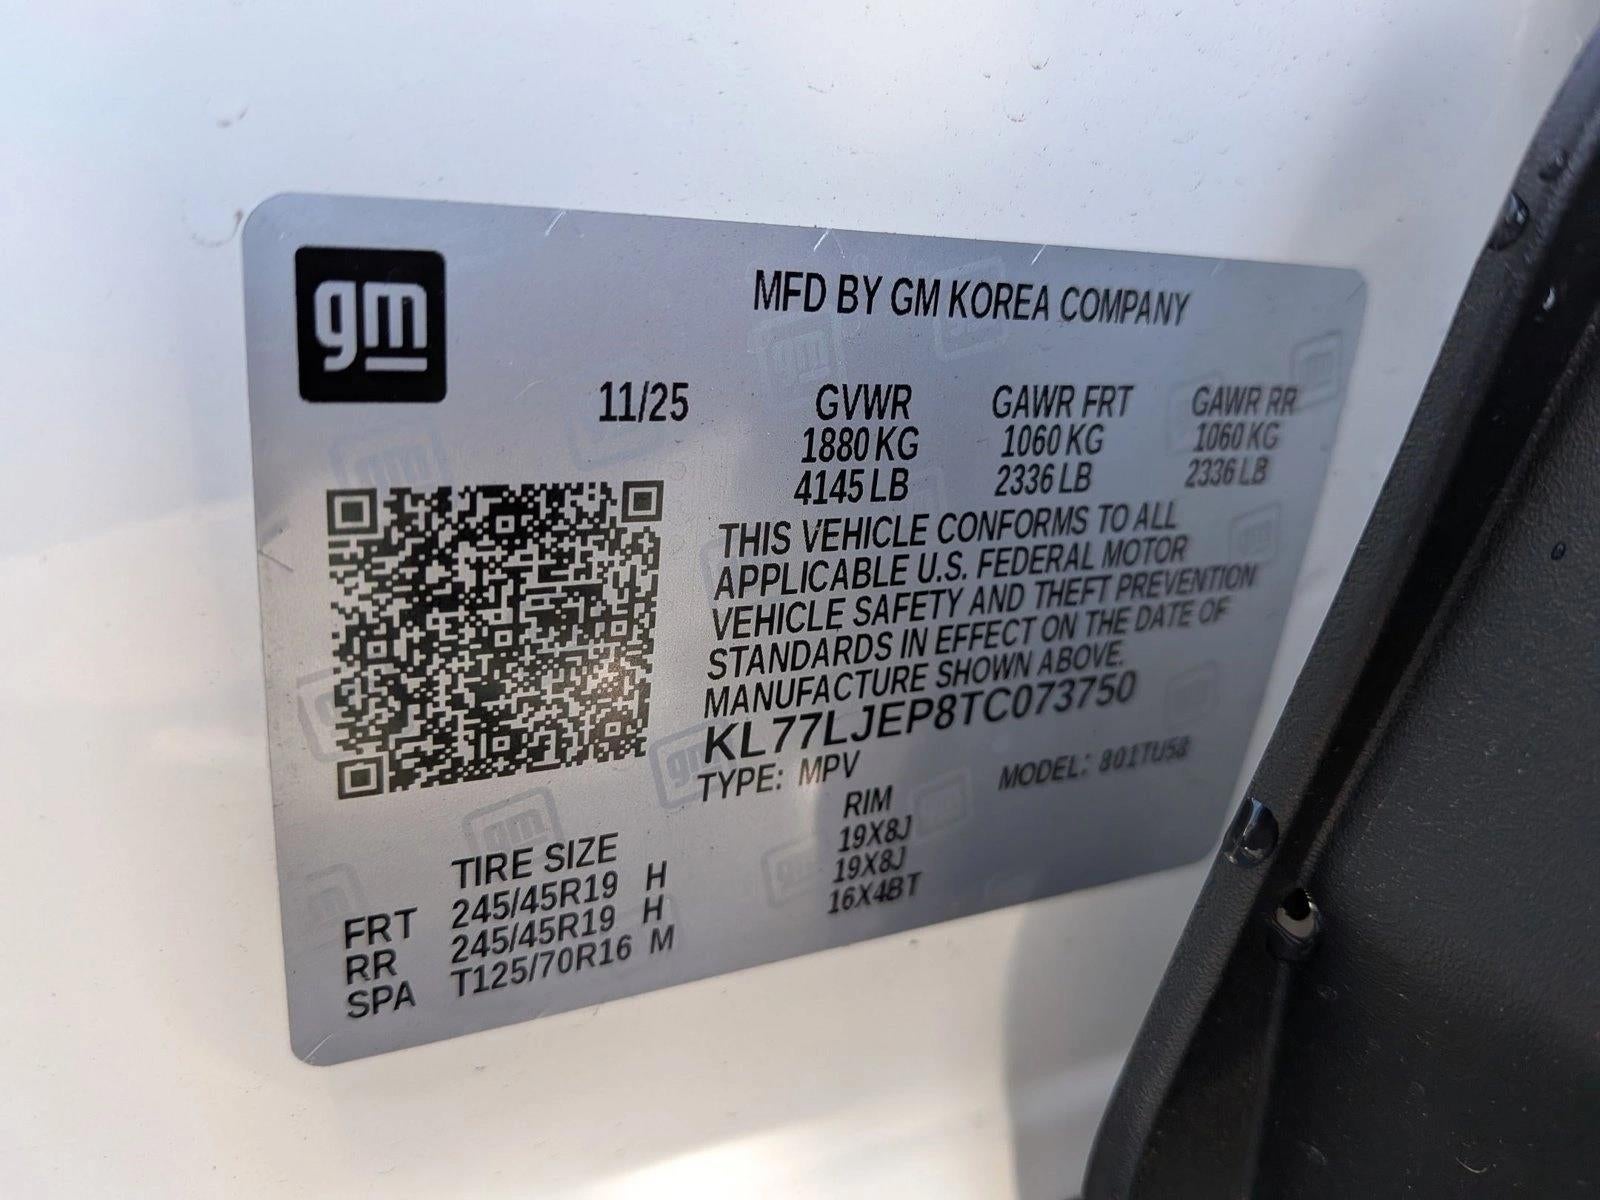 gm
MFD BY GM KOREA COMPANY
11/25 GVWR GAWR FRT GAWR RR
1880 KG 1060 KG 1060 KG
4145 LB 2336 LB 2336 LB
THIS VEHICLE CONFORMS TO ALL
APPLICABLE U.S. FEDERAL MOTOR
VEHICLE SAFETY AND THEFT PREVENTION
STANDARDS IN EFFECT ON THE DATE OF
MANUFACTURE SHOWN ABOVE.
KL77LJEP8TC073750
TYPE: MPV MODEL: 801TU58
TIRE SIZE RIM
FRT 245/45R19 H 19X8J
RR 245/45R19 H 19X8J
SPA T125/70R16 M 16X4BT